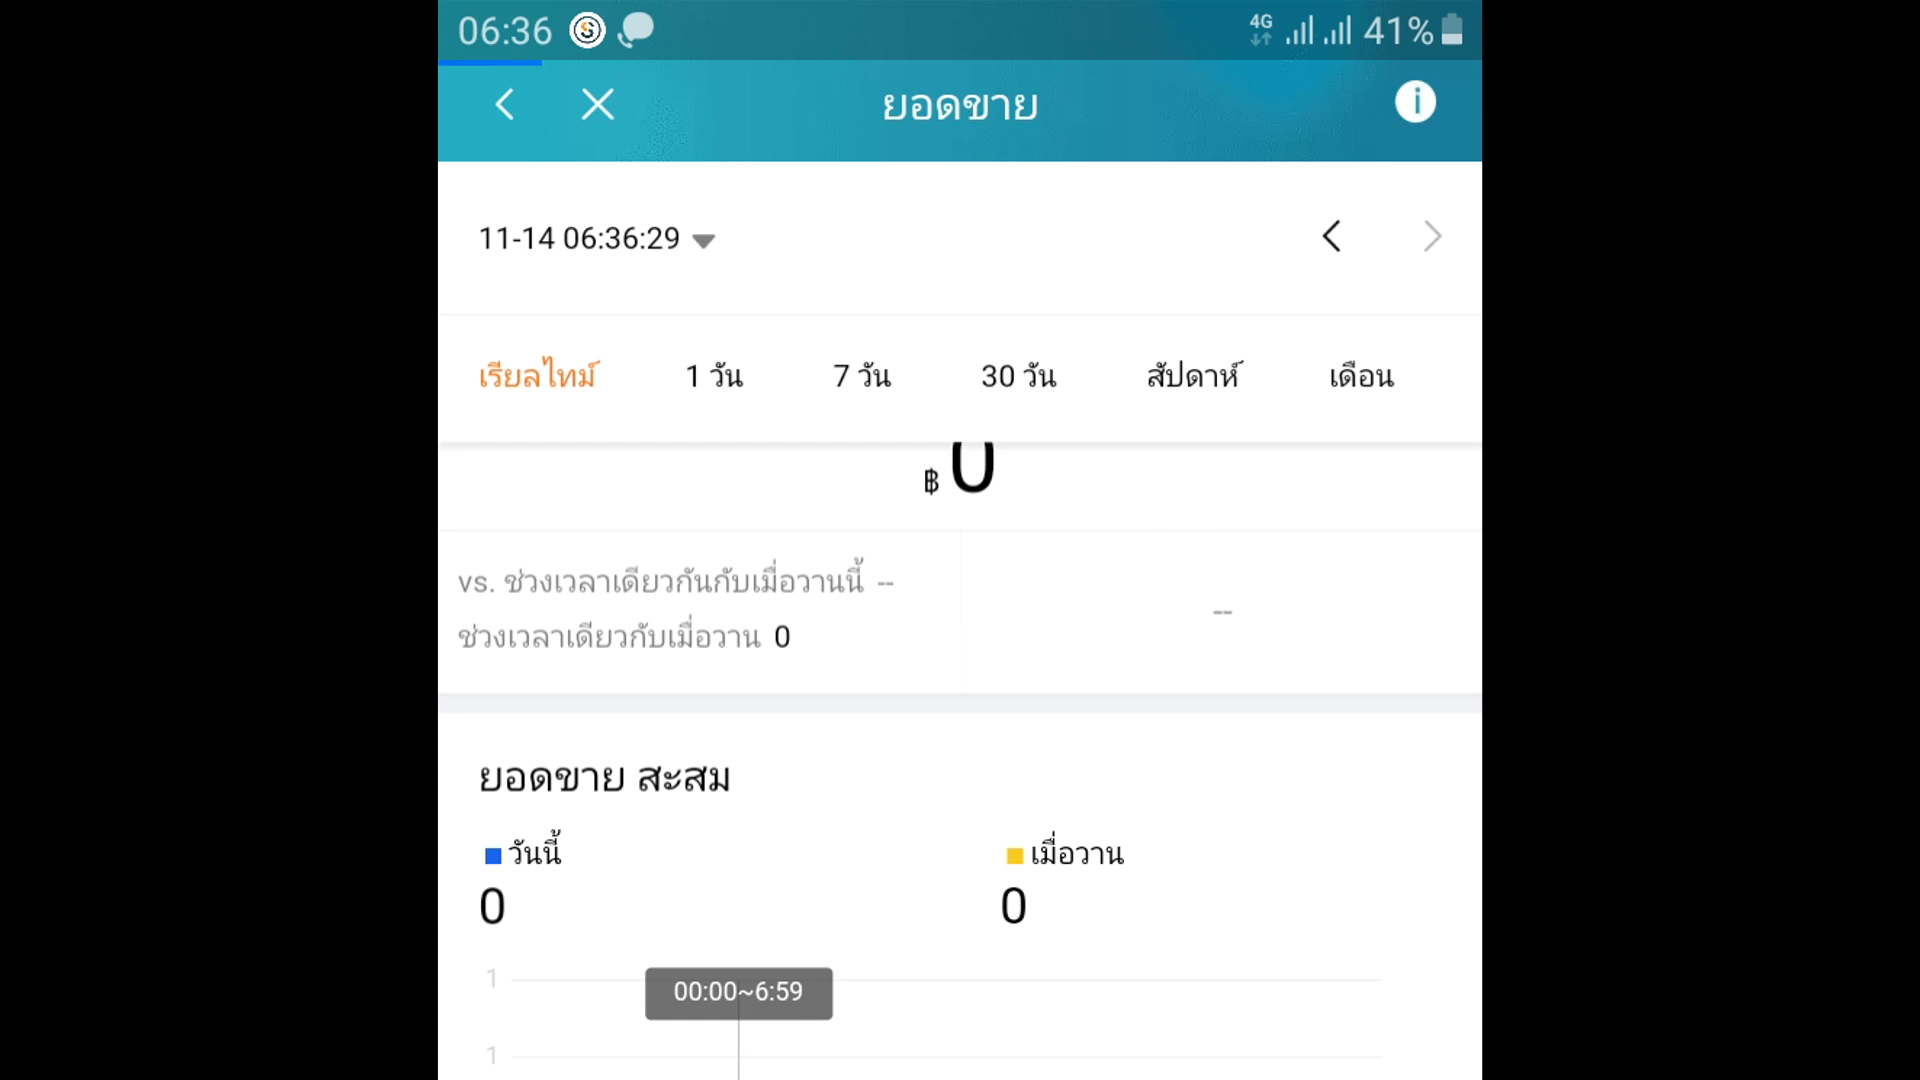 06:36 4G 41%
ยอดขาย
11-14 06:36:29
เรียลไทม์ 1 วัน 7 วัน 30 วัน สัปดาห์ เดือน
฿ 0
vs. ช่วงเวลาเดียวกันกับเมื่อวานนี้ --
ช่วงเวลาเดียวกับเมื่อวาน 0
--
ยอดขาย สะสม
วันนี้ เมื่อวาน
0 0
1
00:00~6:59
1